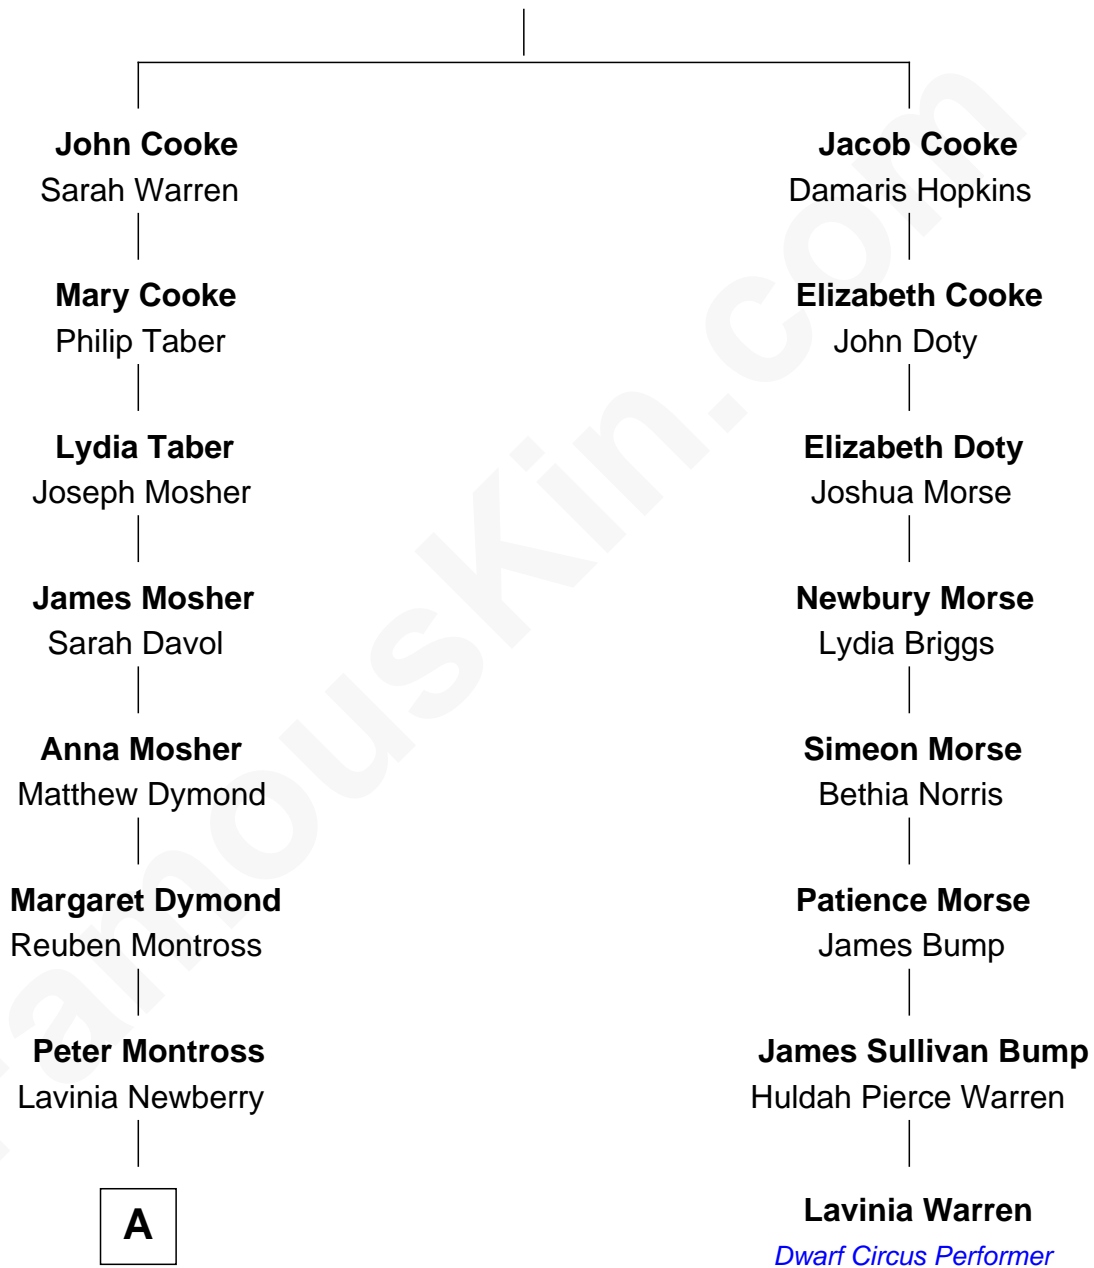 John Cooke
Sarah Warren
Jacob Cooke
Damaris Hopkins
Mary Cooke
Philip Taber
Elizabeth Cooke
John Doty
Lydia Taber
Joseph Mosher
Elizabeth Doty
Joshua Morse
James Mosher
Sarah Davol
Newbury Morse
Lydia Briggs
Anna Mosher
Matthew Dymond
Simeon Morse
Bethia Norris
Margaret Dymond
Reuben Montross
Patience Morse
James Bump
Peter Montross
Lavinia Newberry
James Sullivan Bump
Huldah Pierce Warren
A
Lavinia Warren
Dwarf Circus Performer
FamousKin.com